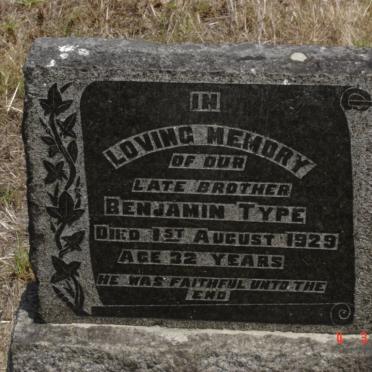 IN
LOVING MEMORY
OF OUR
LATE BROTHER
BENJAMIN TYPE
DIED 1ST AUGUST 1929
AGE 32 YEARS
HE WAS FAITHFUL UNTO THE
END